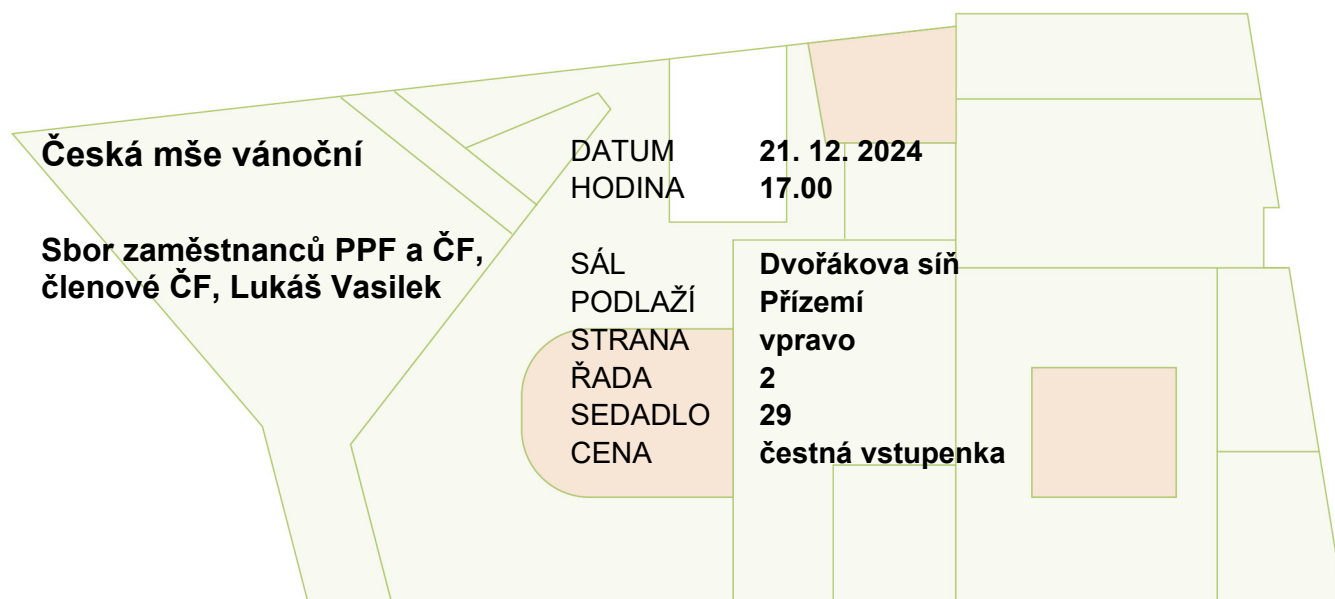 Česká mše vánoční
Sbor zaměstnanců PPF a ČF,
členové ČF, Lukáš Vasilek
DATUM 21. 12. 2024
HODINA 17.00
SÁL Dvořákova síň
PODLAŽÍ Přízemí
STRANA vpravo
ŘADA 2
SEDADLO 29
CENA čestná vstupenka